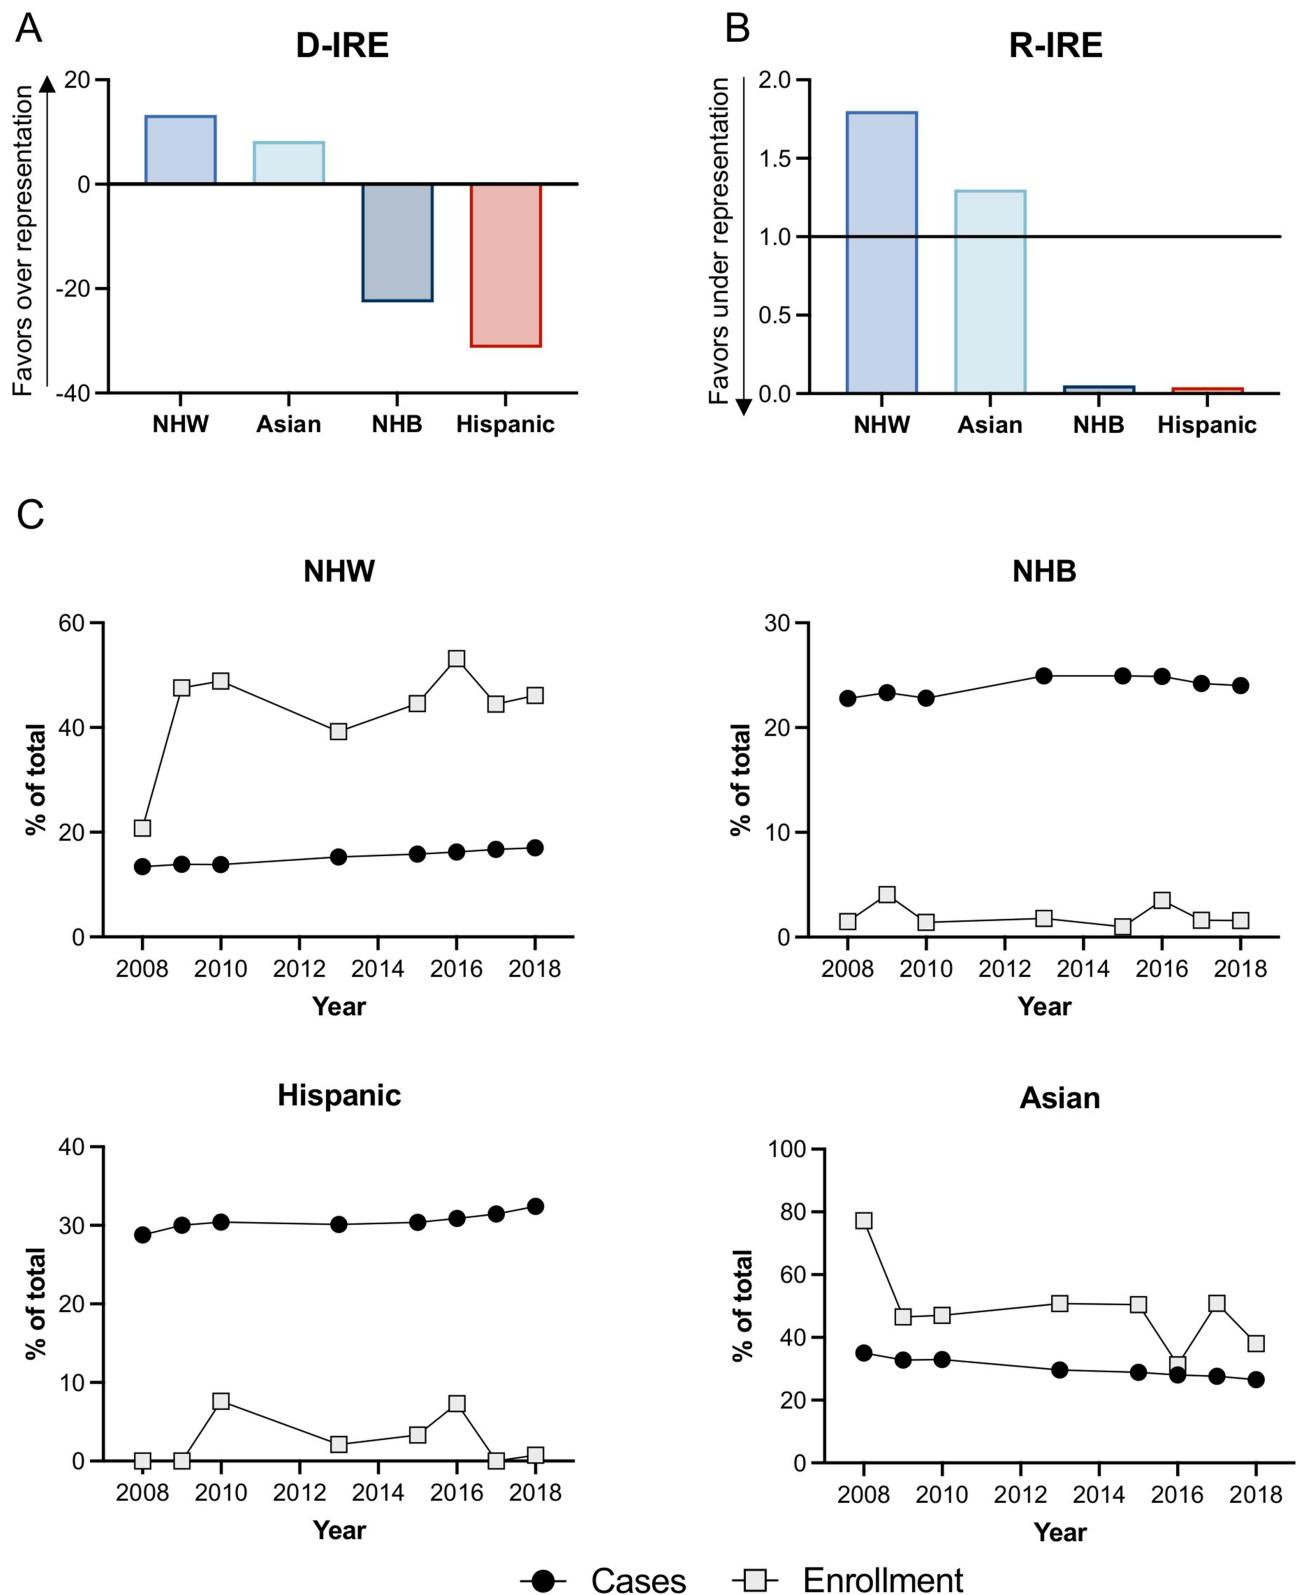 A
D-IRE
Favors over representation
20
0
-20
-40
NHW Asian NHB Hispanic
B
R-IRE
Favors under representation
2.0
1.5
1.0
0.5
0.0
NHW Asian NHB Hispanic
C
NHW
% of total
60
40
20
0
2008 2010 2012 2014 2016 2018
Year
NHB
% of total
30
20
10
0
2008 2010 2012 2014 2016 2018
Year
Hispanic
% of total
40
30
20
10
0
2008 2010 2012 2014 2016 2018
Year
Asian
% of total
100
80
60
40
20
0
2008 2010 2012 2014 2016 2018
Year
Cases Enrollment